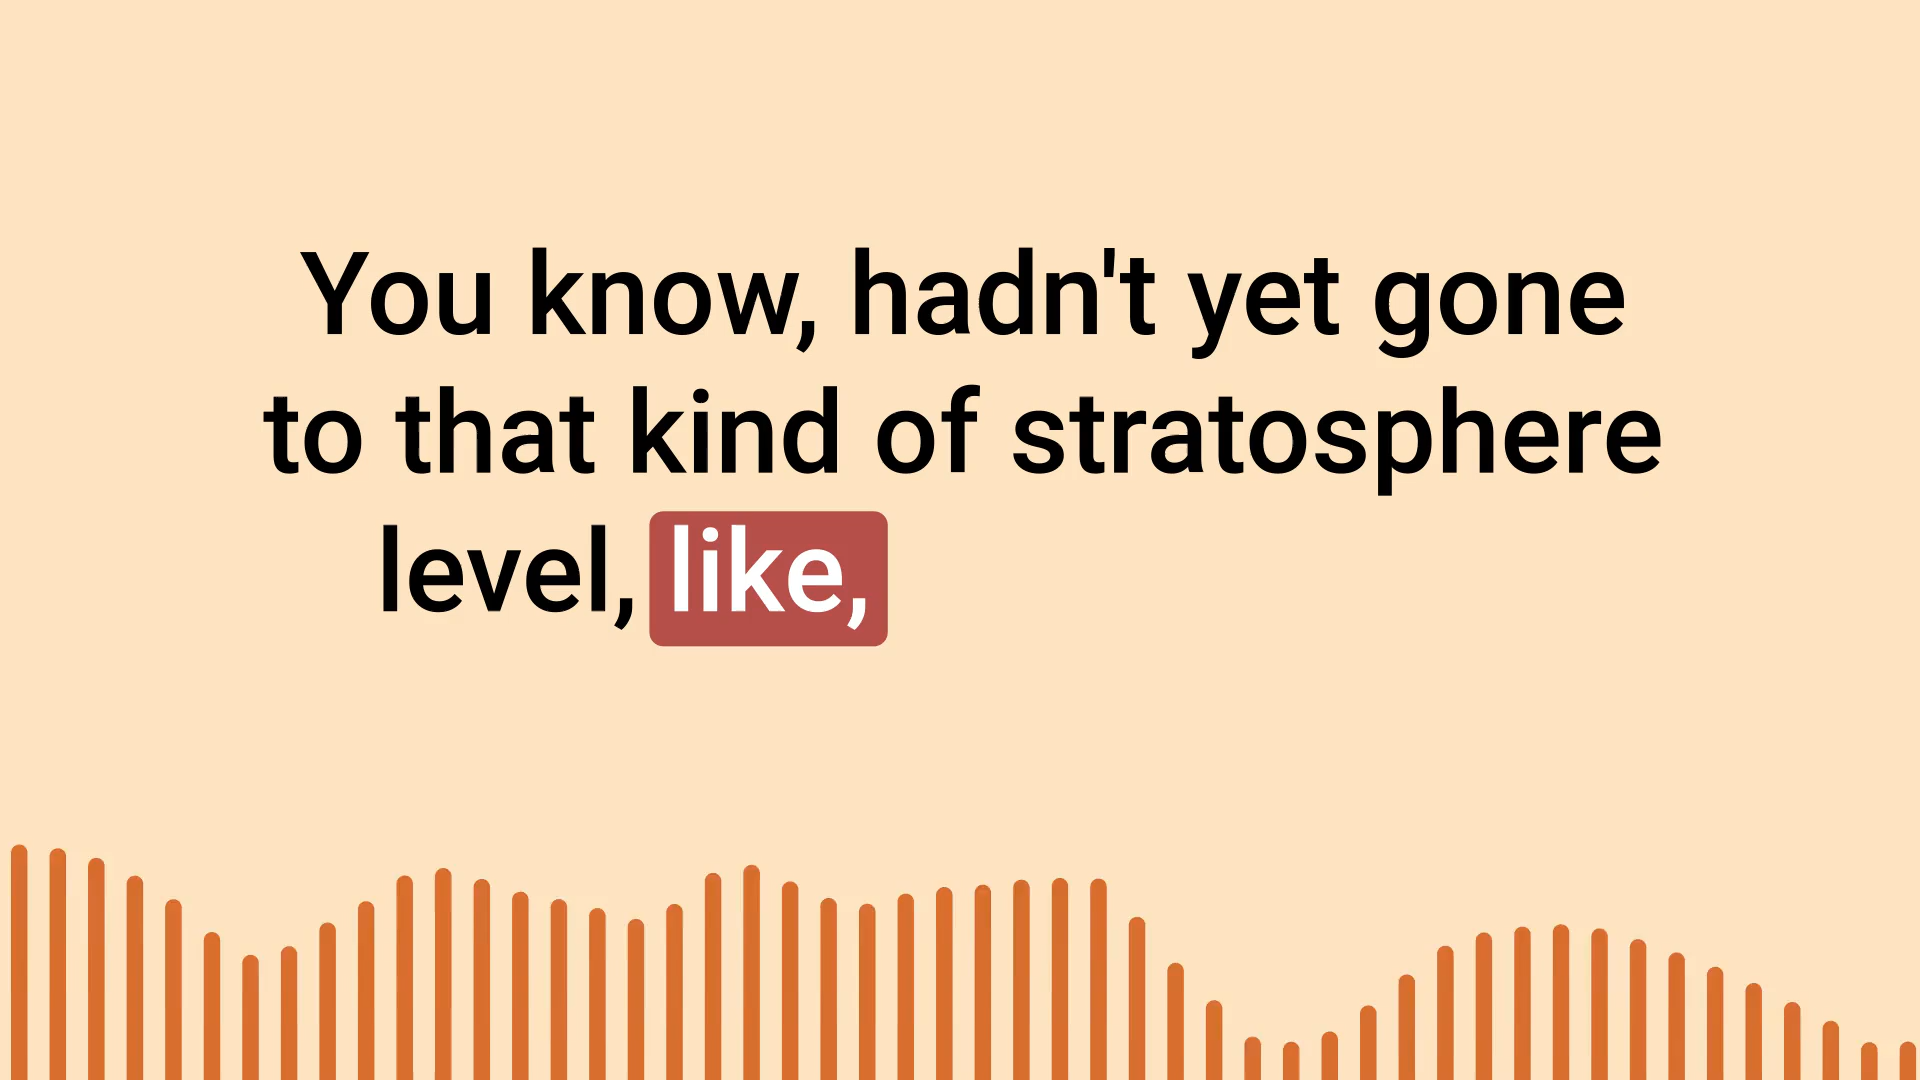 You know, hadn't yet gone
to that kind of stratosphere
level, like,